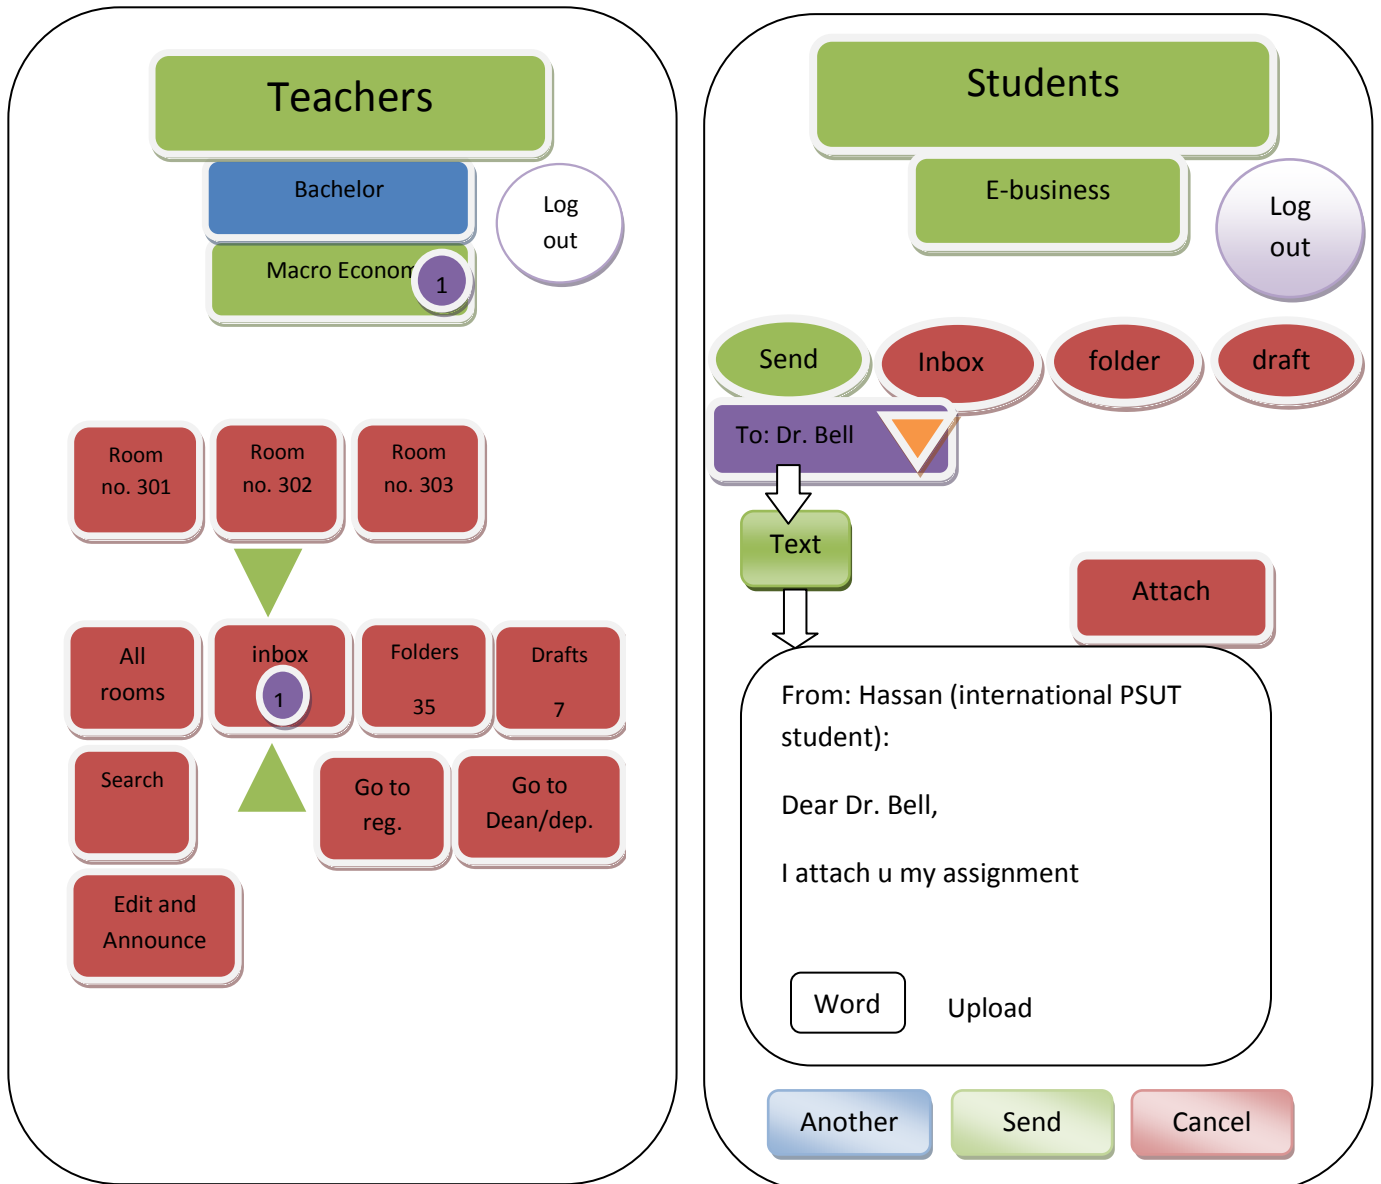 Teachers
Bachelor
Log
out
Macro Econom
1
Room
no. 301
Room
no. 302
Room
no. 303
All
rooms
inbox
1
Folders
35
Drafts
7
Search
Go to
reg.
Go to
Dean/dep.
Edit and
Announce
Students
E-business
Log
out
Send
Inbox
folder
draft
To: Dr. Bell
Text
Attach
From: Hassan (international PSUT
student):
Dear Dr. Bell,
I attach u my assignment
Word
Upload
Another
Send
Cancel